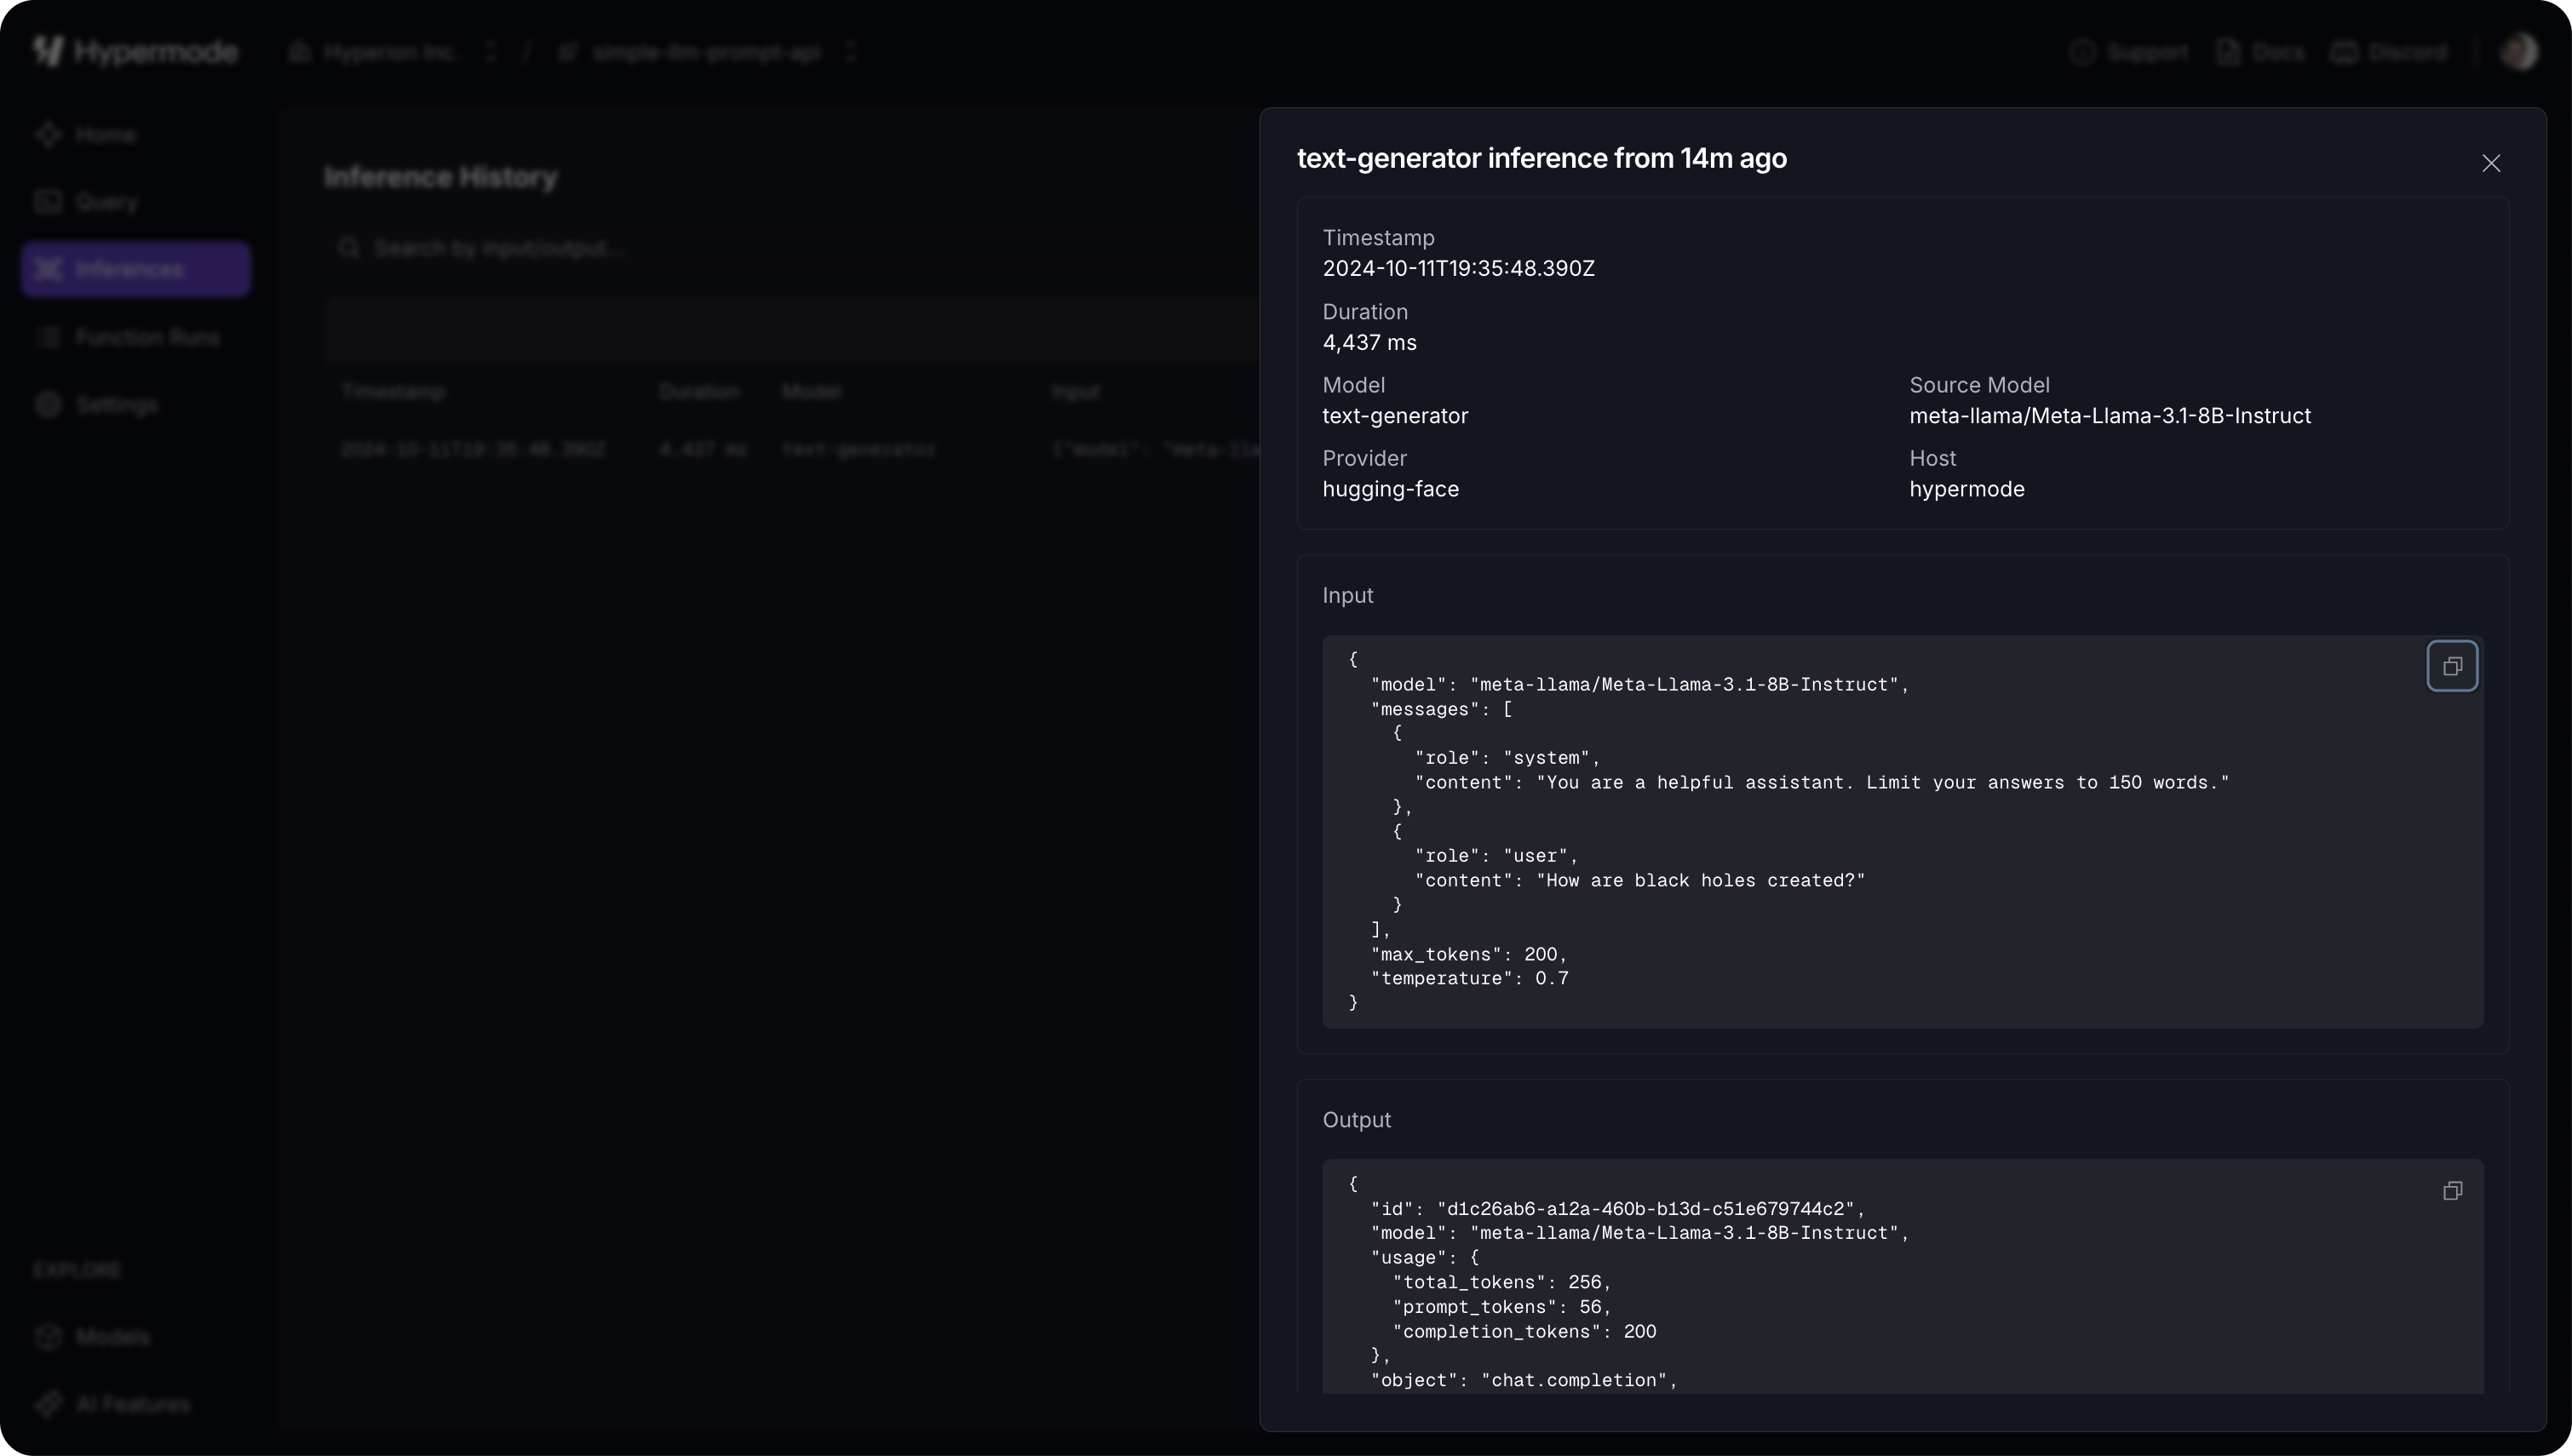 Hypermode
Hyperion Inc. / simple-llm-prompt-api
Support Docs Discord
Home
Query
Inferences
Function Runs
Settings
EXPLORE
Models
AI Features
Inference History
Search by input/output...
Timestamp Duration Model Input
2024-10-11T19:35:48.390Z 4,437 ms text-generator {"model": "meta-lla
text-generator inference from 14m ago
Timestamp
2024-10-11T19:35:48.390Z
Duration
4,437 ms
Model Source Model
text-generator meta-llama/Meta-Llama-3.1-8B-Instruct
Provider Host
hugging-face hypermode
Input
{
"model": "meta-llama/Meta-Llama-3.1-8B-Instruct",
"messages": [
{
"role": "system",
"content": "You are a helpful assistant. Limit your answers to 150 words."
},
{
"role": "user",
"content": "How are black holes created?"
}
],
"max_tokens": 200,
"temperature": 0.7
}
Output
{
"id": "d1c26ab6-a12a-460b-b13d-c51e679744c2",
"model": "meta-llama/Meta-Llama-3.1-8B-Instruct",
"usage": {
"total_tokens": 256,
"prompt_tokens": 56,
"completion_tokens": 200
},
"object": "chat.completion",